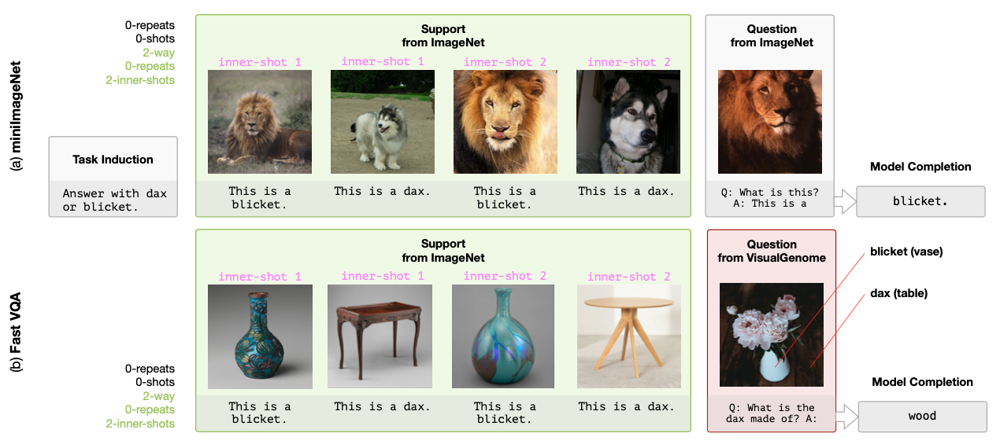 (a) miniImageNet
0-repeats
0-shots
2-way
0-repeats
2-inner-shots
Task Induction
Answer with dax
or blicket.
Support
from ImageNet
inner-shot 1
inner-shot 1
inner-shot 2
inner-shot 2
This is a
blicket.
This is a dax.
This is a
blicket.
This is a dax.
Question
from ImageNet
Q: What is this?
A: This is a
Model Completion
blicket.
(b) Fast VQA
0-repeats
0-shots
2-way
0-repeats
2-inner-shots
Support
from ImageNet
inner-shot 1
inner-shot 1
inner-shot 2
inner-shot 2
This is a
blicket.
This is a dax.
This is a
blicket.
This is a dax.
Question
from VisualGenome
blicket (vase)
dax (table)
Q: What is the
dax made of? A:
Model Completion
wood